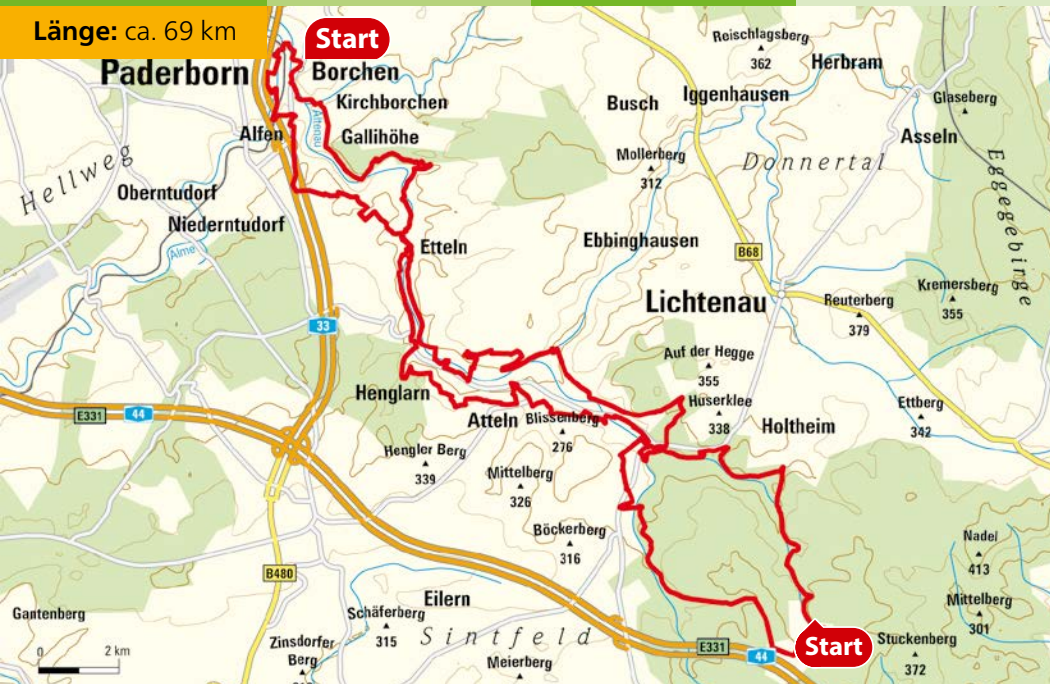 Länge: ca. 69 km
Start
Paderborn
Borchen
Kirchborchen
Altenau
Alfen
Gallihöhe
Hellweg
Oberntudorf
Niederntudorf
Alme
Etteln
Reischlagsberg
362
Herbram
Busch
Iggenhausen
Glaseberg
Asseln
Mollerberg
312
Donnertal
Eggegebirge
Ebbinghausen
B68
Lichtenau
Reuterberg
379
Kremersberg
355
33
Auf der Hegge
355
Henglarn
E331
44
Atteln
Blissenberg
276
Huserklee
338
Holtheim
Ettberg
342
Hengler Berg
339
Mittelberg
326
Böckerberg
316
Nadel
413
B480
Mittelberg
301
Gantenberg
Eilern
Schäferberg
315
Sintfeld
Zinsdorfer
Berg
Meierberg
E331
44
Start
Stuckenberg
372
0
2 km